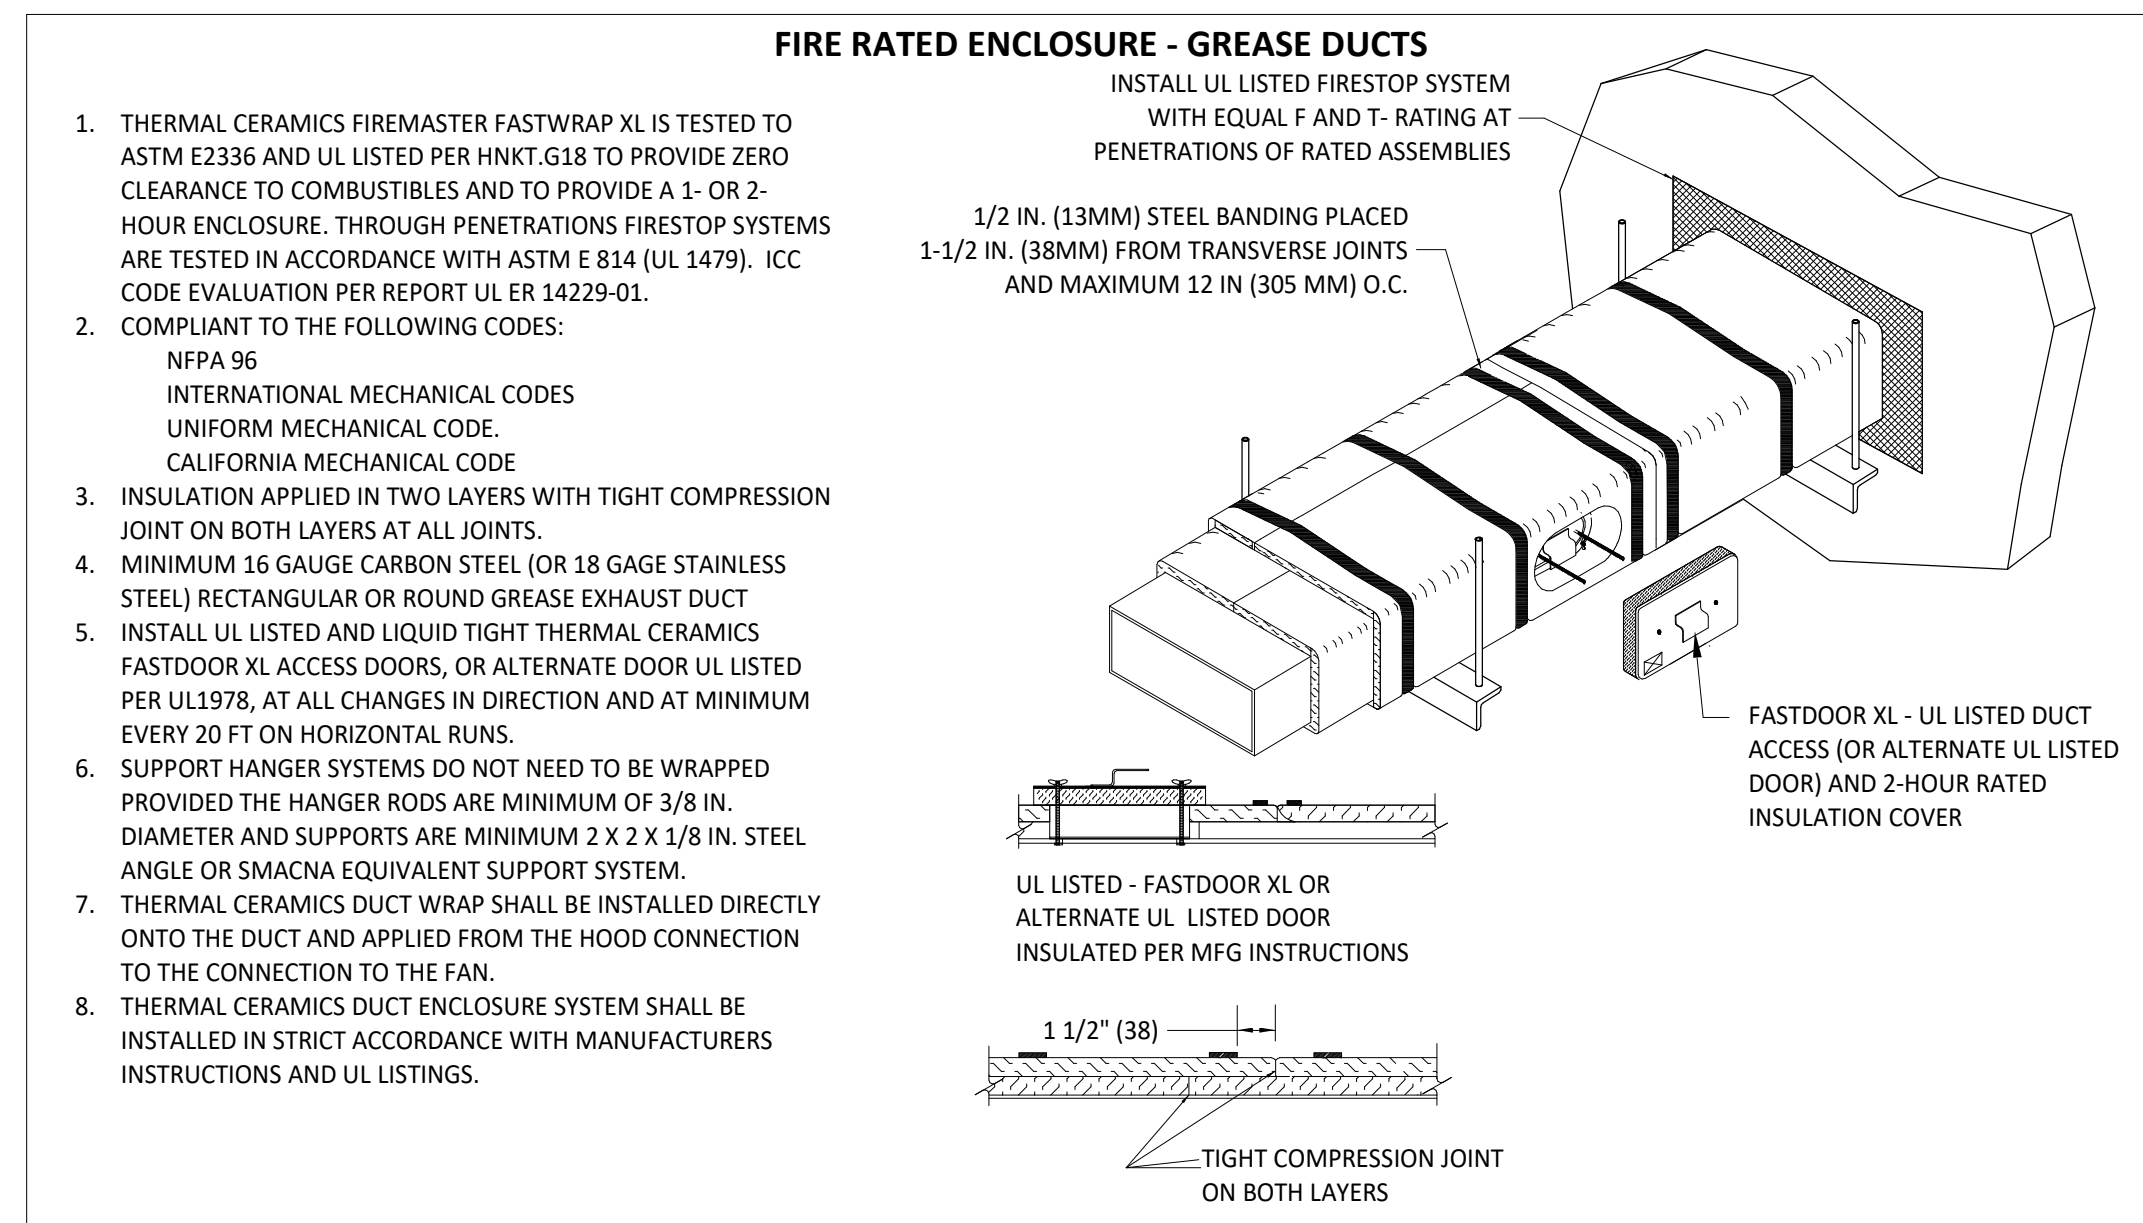 FIRE RATED ENCLOSURE - GREASE DUCTS
1. THERMAL CERAMICS FIREMASTER FASTWRAP XL IS TESTED TO
ASTM E2336 AND UL LISTED PER HNKT.G18 TO PROVIDE ZERO
CLEARANCE TO COMBUSTIBLES AND TO PROVIDE A 1- OR 2-
HOUR ENCLOSURE. THROUGH PENETRATIONS FIRESTOP SYSTEMS
ARE TESTED IN ACCORDANCE WITH ASTM E 814 (UL 1479). ICC
CODE EVALUATION PER REPORT UL ER 14229-01.
2. COMPLIANT TO THE FOLLOWING CODES:
NFPA 96
INTERNATIONAL MECHANICAL CODES
UNIFORM MECHANICAL CODE.
CALIFORNIA MECHANICAL CODE
3. INSULATION APPLIED IN TWO LAYERS WITH TIGHT COMPRESSION
JOINT ON BOTH LAYERS AT ALL JOINTS.
4. MINIMUM 16 GAUGE CARBON STEEL (OR 18 GAGE STAINLESS
STEEL) RECTANGULAR OR ROUND GREASE EXHAUST DUCT
5. INSTALL UL LISTED AND LIQUID TIGHT THERMAL CERAMICS
FASTDOOR XL ACCESS DOORS, OR ALTERNATE DOOR UL LISTED
PER UL1978, AT ALL CHANGES IN DIRECTION AND AT MINIMUM
EVERY 20 FT ON HORIZONTAL RUNS.
6. SUPPORT HANGER SYSTEMS DO NOT NEED TO BE WRAPPED
PROVIDED THE HANGER RODS ARE MINIMUM OF 3/8 IN.
DIAMETER AND SUPPORTS ARE MINIMUM 2 X 2 X 1/8 IN. STEEL
ANGLE OR SMACNA EQUIVALENT SUPPORT SYSTEM.
7. THERMAL CERAMICS DUCT WRAP SHALL BE INSTALLED DIRECTLY
ONTO THE DUCT AND APPLIED FROM THE HOOD CONNECTION
TO THE CONNECTION TO THE FAN.
8. THERMAL CERAMICS DUCT ENCLOSURE SYSTEM SHALL BE
INSTALLED IN STRICT ACCORDANCE WITH MANUFACTURERS
INSTRUCTIONS AND UL LISTINGS.
INSTALL UL LISTED FIRESTOP SYSTEM
WITH EQUAL F AND T- RATING AT
PENETRATIONS OF RATED ASSEMBLIES
1/2 IN. (13MM) STEEL BANDING PLACED
1-1/2 IN. (38MM) FROM TRANSVERSE JOINTS
AND MAXIMUM 12 IN (305 MM) O.C.
FASTDOOR XL - UL LISTED DUCT
ACCESS (OR ALTERNATE UL LISTED
DOOR) AND 2-HOUR RATED
INSULATION COVER
UL LISTED - FASTDOOR XL OR
ALTERNATE UL LISTED DOOR
INSULATED PER MFG INSTRUCTIONS
1 1/2" (38)
TIGHT COMPRESSION JOINT
ON BOTH LAYERS